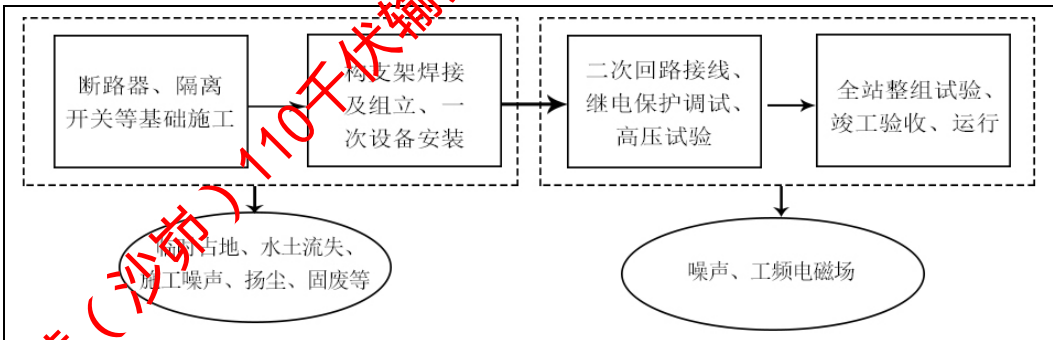 断路器、隔离
开关等基础施工
构支架焊接
及组立、一
次设备安装
二次回路接线、
继电保护调试、
高压试验
全站整组试验、
竣工验收、运行
临时占地、水土流失、
施工噪声、扬尘、固废等
噪声、工频电磁场
（沙峁）110千伏输